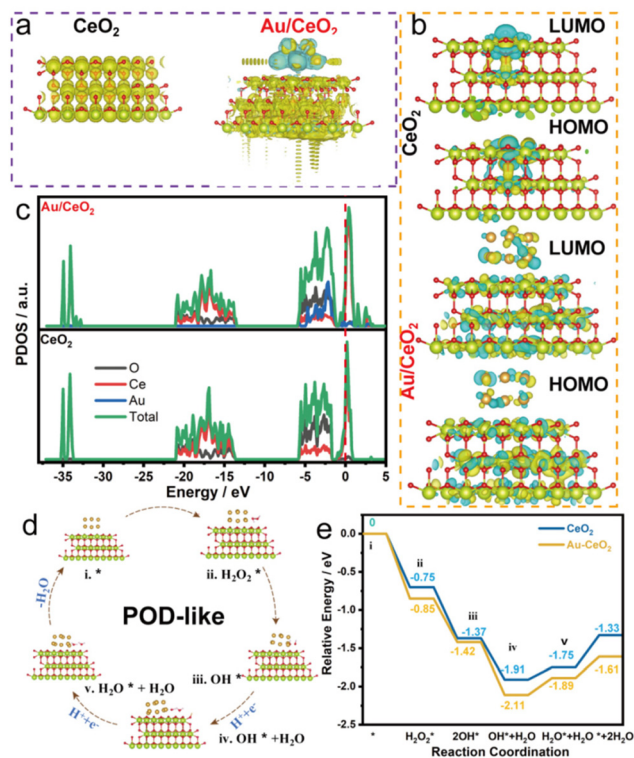 a
CeO₂
Au/CeO₂
b
LUMO
CeO₂
HOMO
LUMO
Au/CeO₂
HOMO
c
Au/CeO₂
CeO₂
PDOS / a.u.
O
Ce
Au
Total
-35 -30 -25 -20 -15 -10 -5 0 5
Energy / eV
d
POD-like
i. *
ii. H₂O₂ *
iii. OH *
H⁺+e⁻
iv. OH * +H₂O
H⁺+e⁻
v. H₂O * + H₂O
-H₂O
e
CeO₂
Au-CeO₂
Relative Energy / eV
0.0
-0.5
-1.0
-1.5
-2.0
-2.5
0
i
ii
-0.75
-0.85
iii
-1.37
-1.42
iv
-1.91
-2.11
v
-1.75
-1.89
-1.33
-1.61
* H₂O₂* 2OH* OH*+H₂O H₂O*+H₂O *+2H₂O
Reaction Coordination